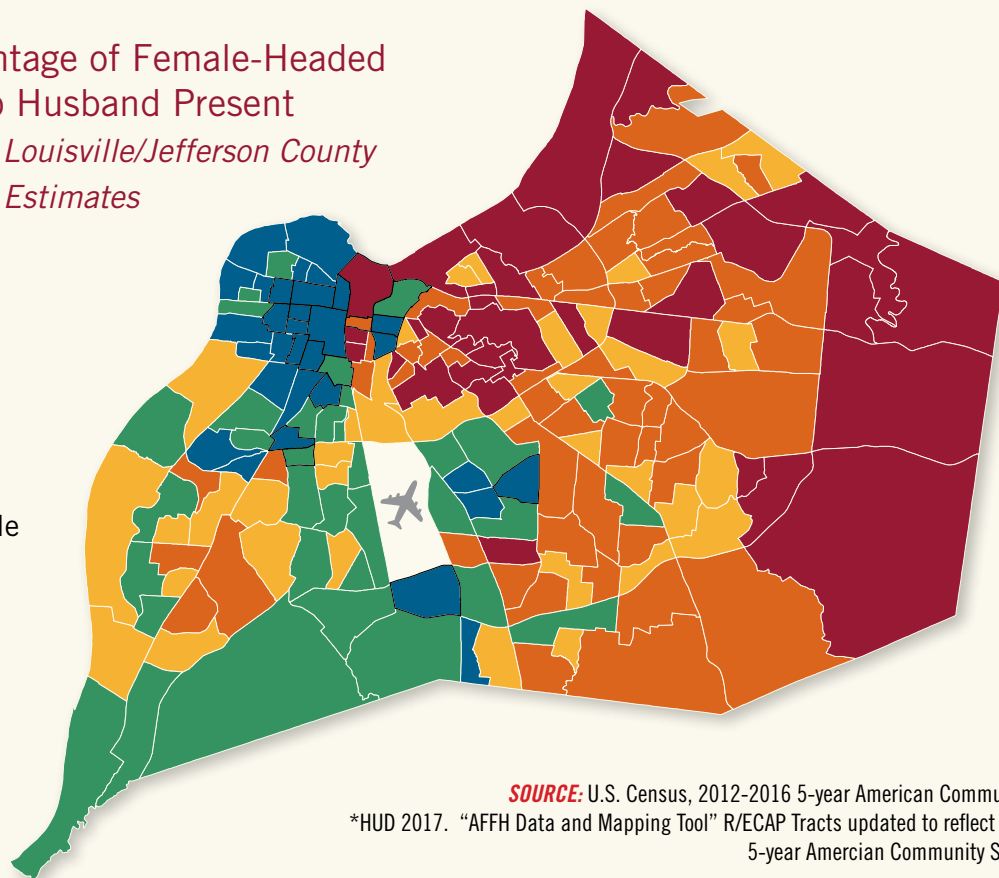 ntage of Female-Headed
Husband Present
Louisville/Jefferson County
Estimates
SOURCE: U.S. Census, 2012-2016 5-year American Commu
*HUD 2017. “AFFH Data and Mapping Tool” R/ECAP Tracts updated to reflect
5-year Amercian Community S